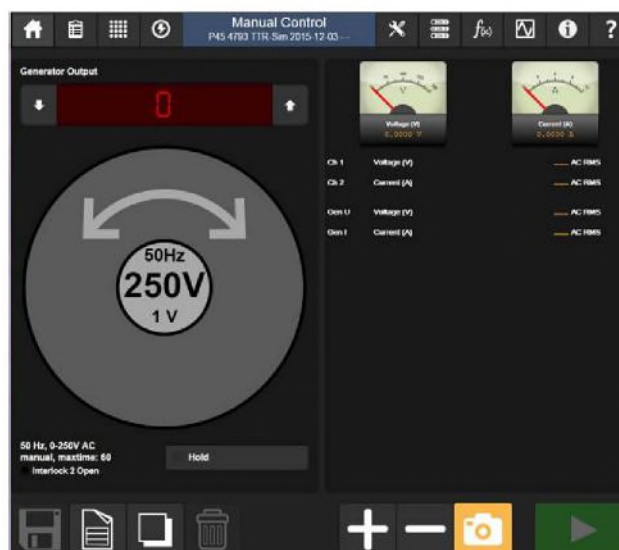 Manual Control
P45 4793 TTR-Sim 2015-12-03---
f(x)
?
Generator Output
0
50Hz
250V
1 V
50 Hz, 0-250V AC
manual, maxtime: 60
Interlock 2 Open
Hold
V
Voltage (V)
0.0000 V
A
Current (A)
0.0000 A
Ch 1 Voltage (V) ---- AC RMS
Ch 2 Current (A) ---- AC RMS
Gen U Voltage (V) ---- AC RMS
Gen I Current (A) ---- AC RMS